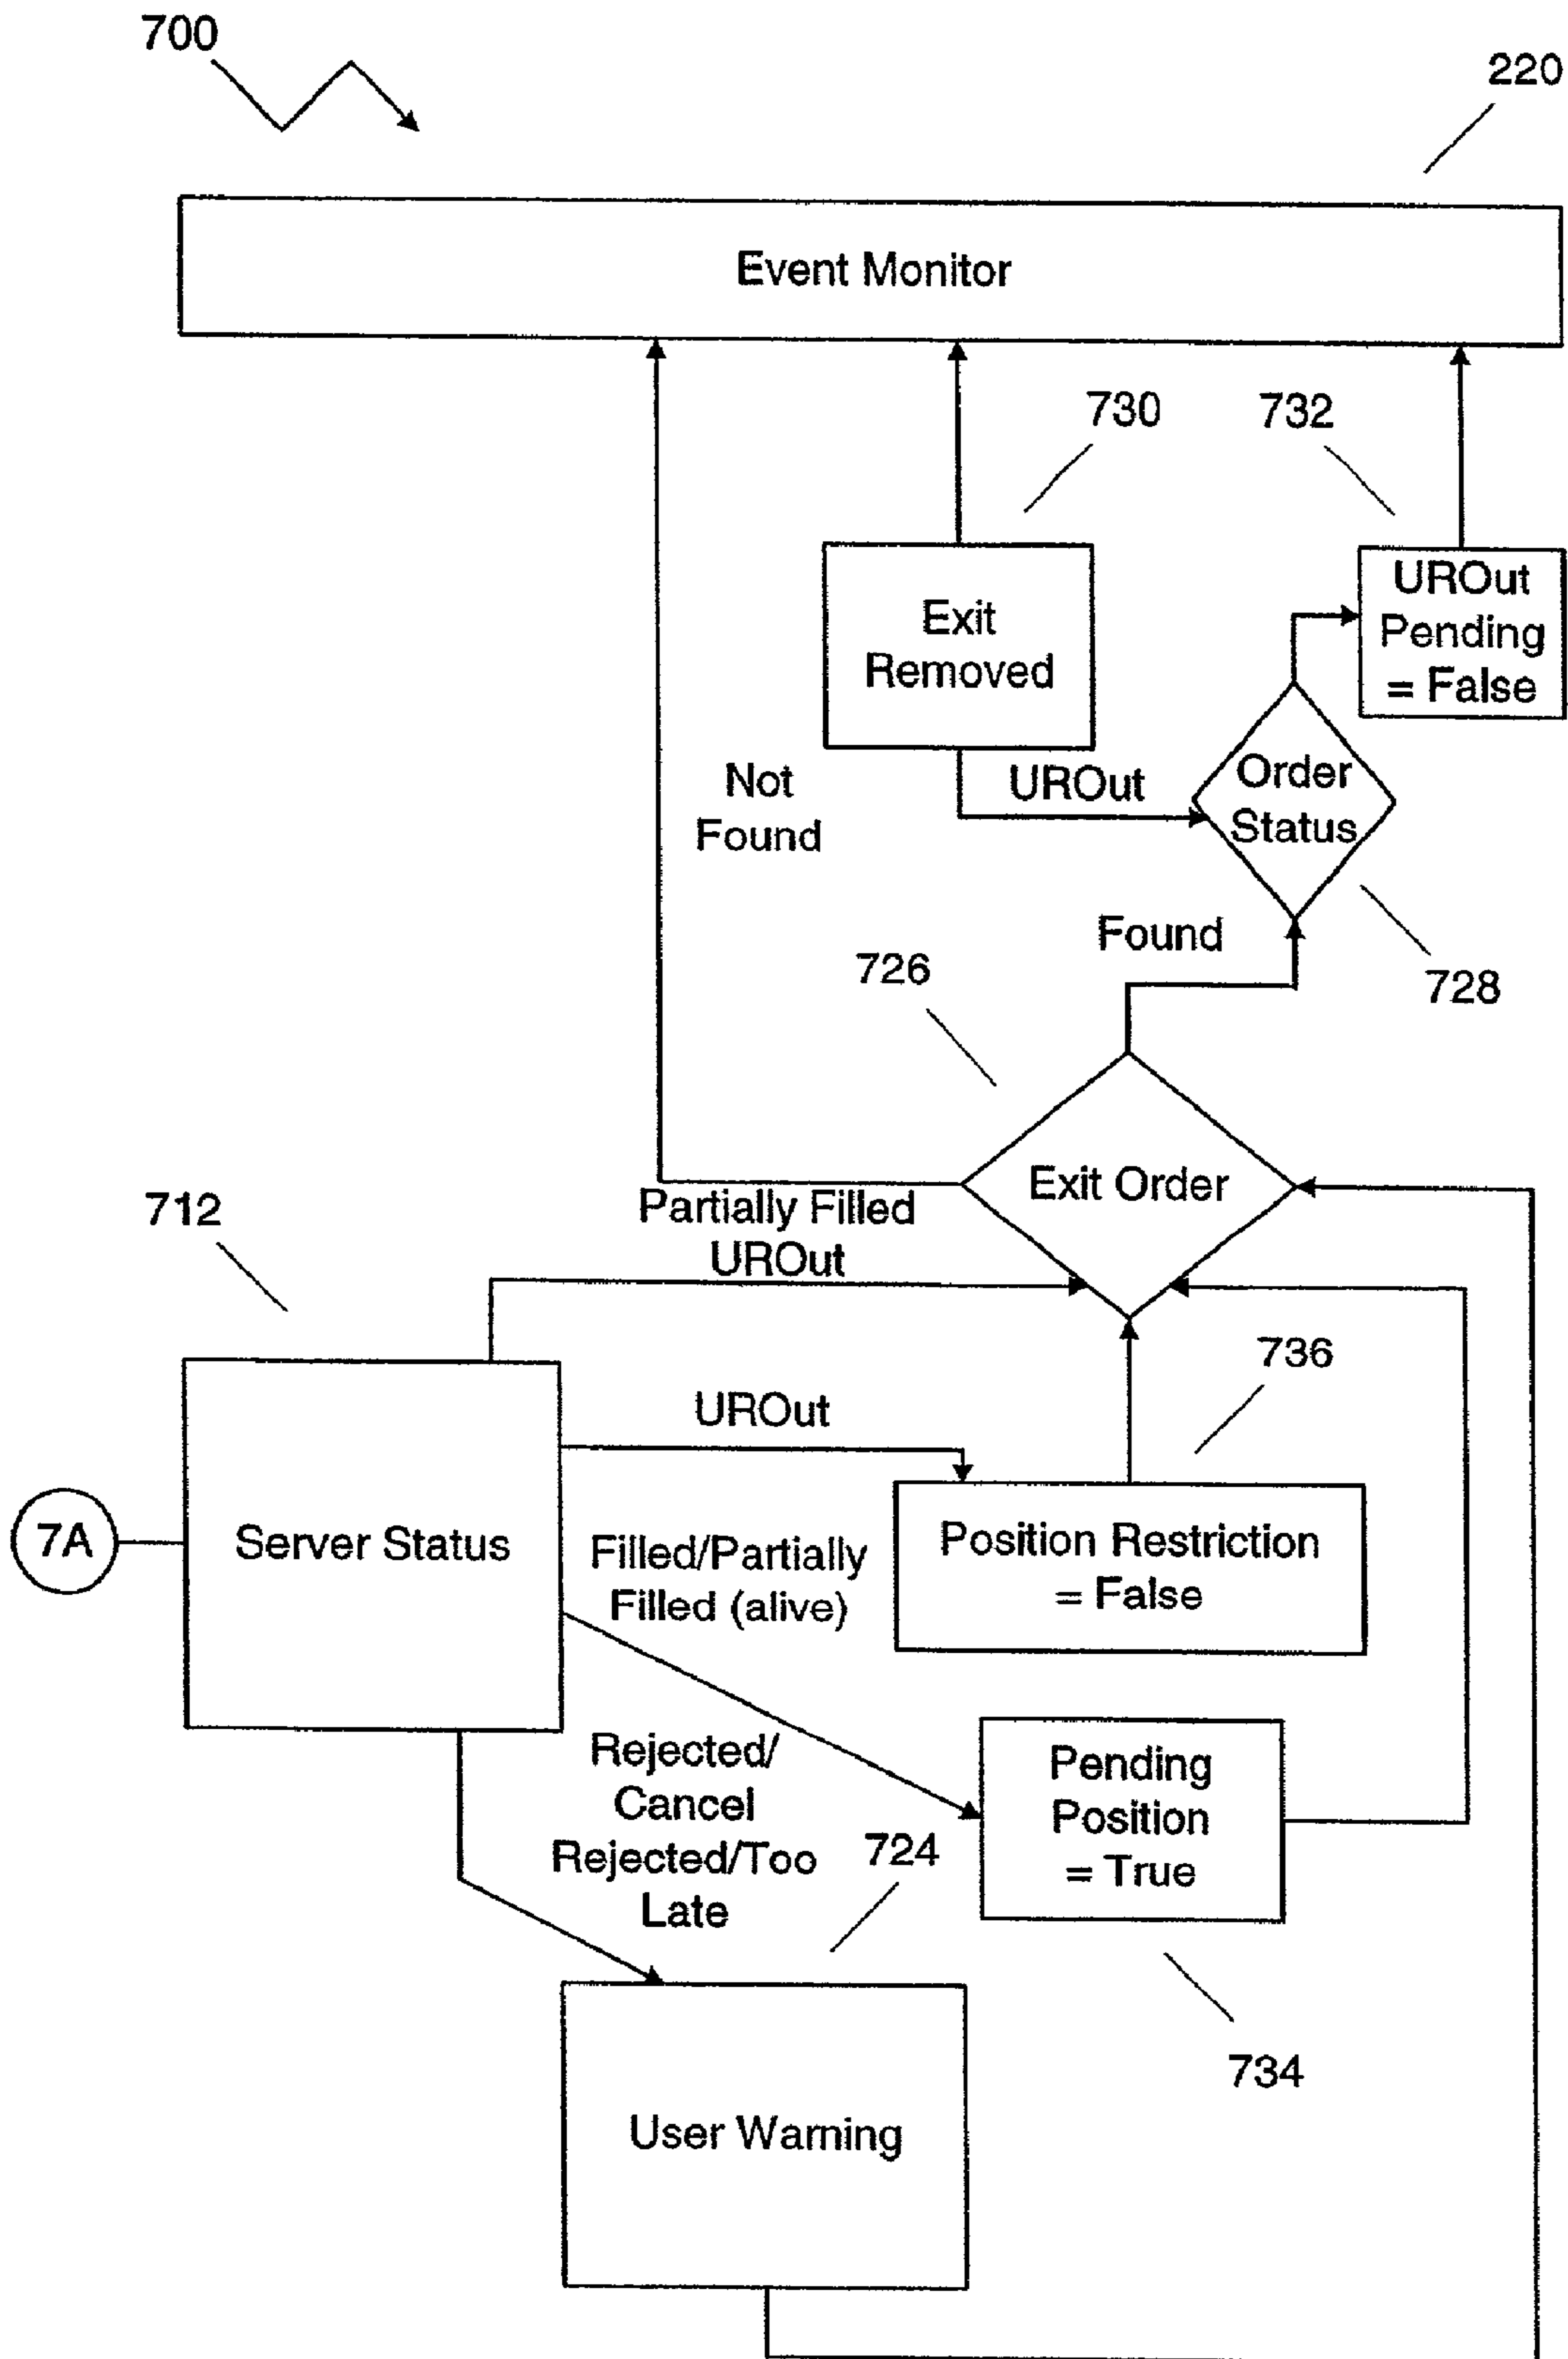 700
220
Event Monitor
730
732
Exit
Removed
UROut
Pending
= False
Not
Found
UROut
Order
Status
Found
726
728
Exit Order
712
Partially Filled
UROut
736
UROut
7A
Server Status
Filled/Partially
Filled (alive)
Position Restriction
= False
Rejected/
Cancel
Rejected/Too
Late
724
Pending
Position
= True
734
User Warning